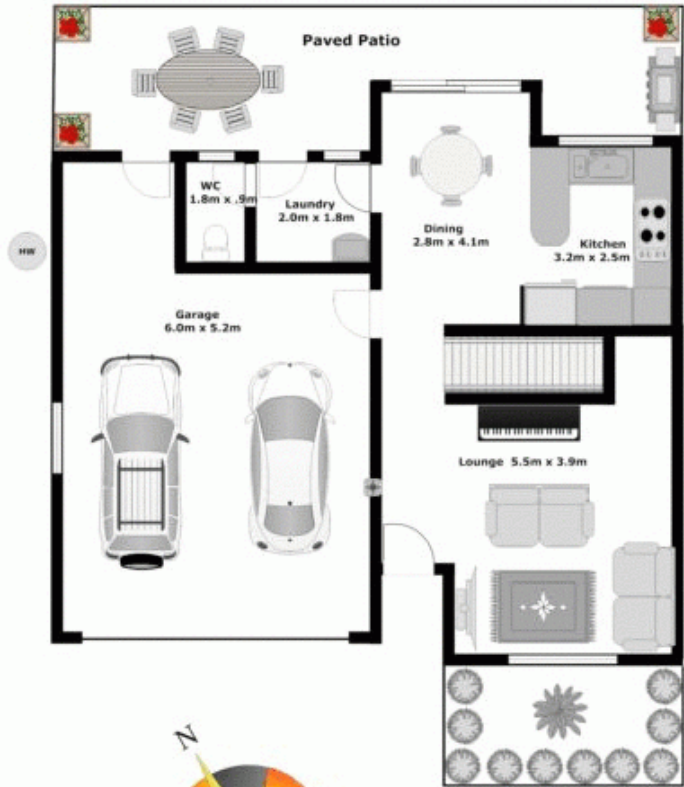 Paved Patio
WC
1.8m x .9m
Laundry
2.0m x 1.8m
HW
Dining
2.8m x 4.1m
Kitchen
3.2m x 2.5m
Garage
6.0m x 5.2m
Lounge 5.5m x 3.9m
N